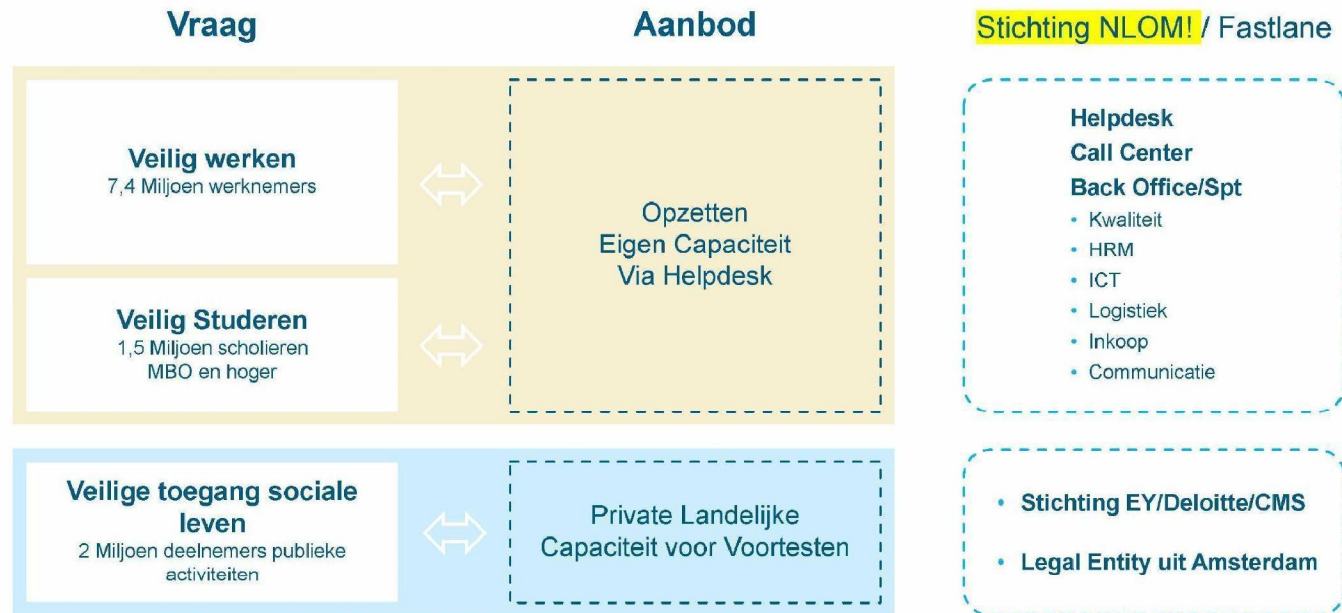 Vraag
Aanbod
Stichting NLOM! / Fastlane
Veilig werken
7,4 Miljoen werknemers
Veilig Studeren
1,5 Miljoen scholieren
MBO en hoger
Opzetten
Eigen Capaciteit
Via Helpdesk
Helpdesk
Call Center
Back Office/Spt
• Kwaliteit
• HRM
• ICT
• Logistiek
• Inkoop
• Communicatie
Veilige toegang sociale
leven
2 Miljoen deelnemers publieke
activiteiten
Private Landelijke
Capaciteit voor Voortesten
• Stichting EY/Deloitte/CMS
• Legal Entity uit Amsterdam